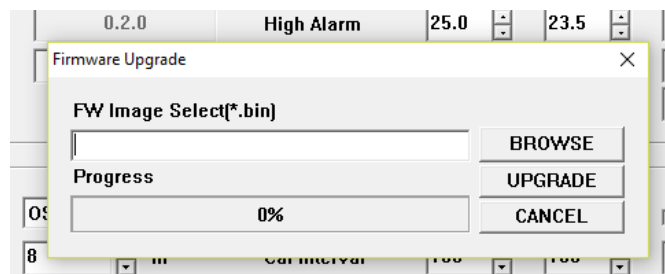 0.2.0 High Alarm 25.0 23.5
Firmware Upgrade
FW Image Select(*.bin)
BROWSE
Progress
UPGRADE
0%
CANCEL
8